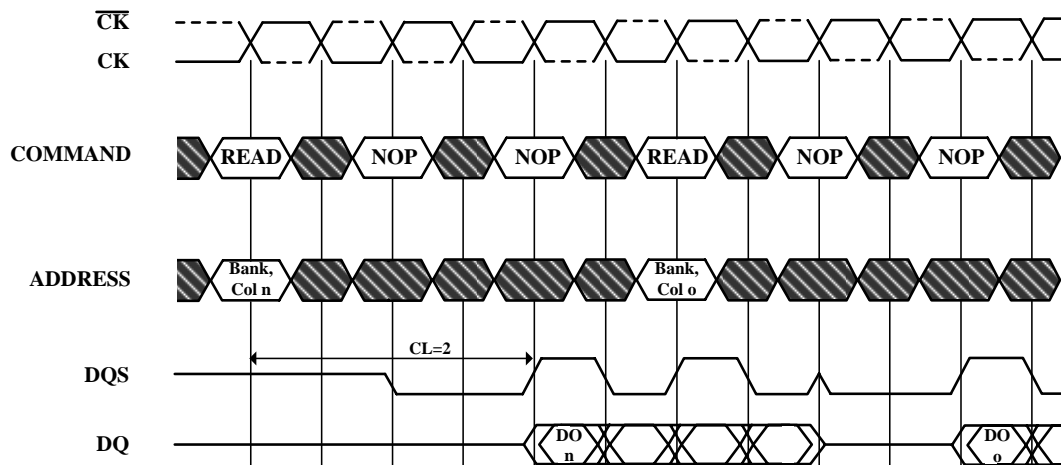 C̅K̅
CK
COMMAND READ NOP NOP READ NOP NOP
ADDRESS Bank, Col n Bank, Col o
CL=2
DQS
DQ DO n DO o